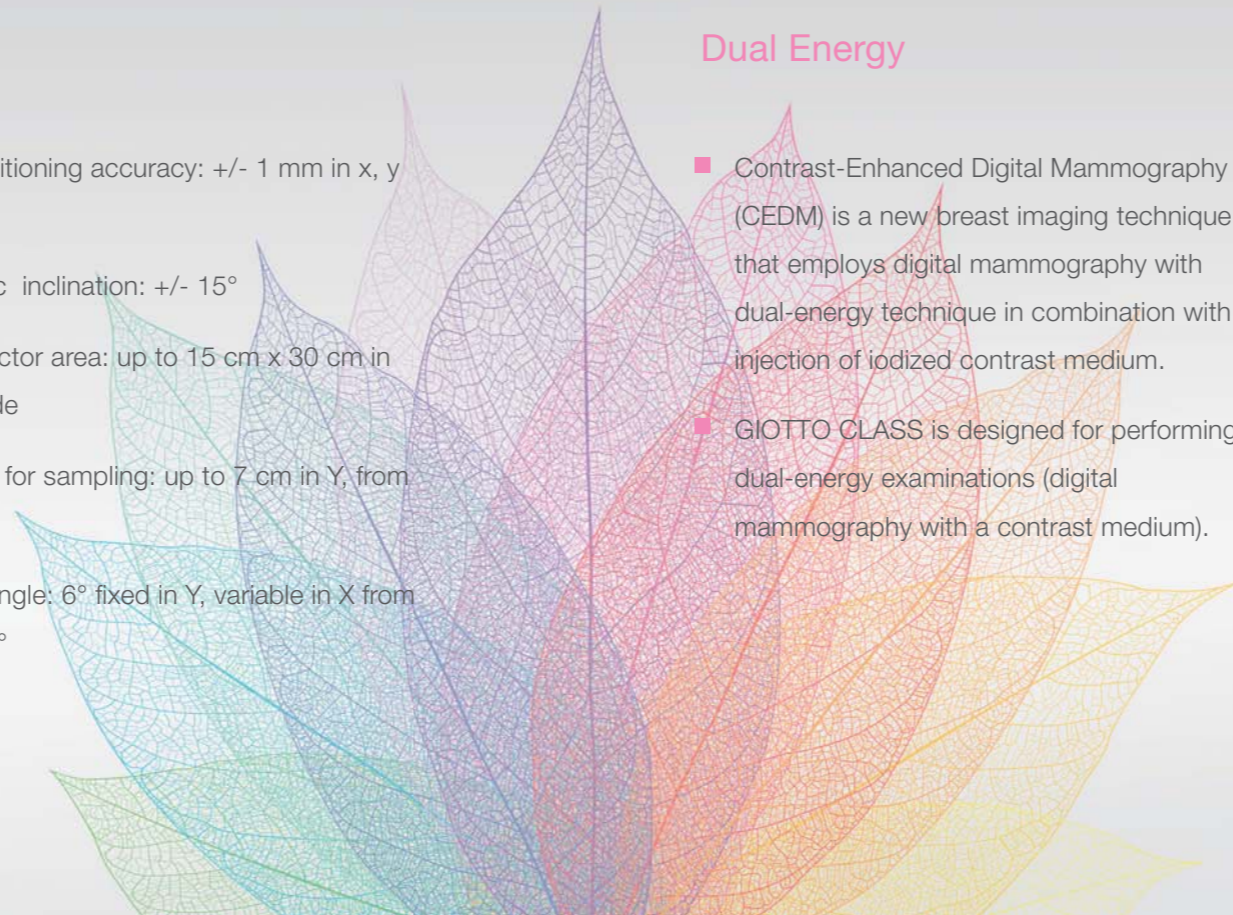 itioning accuracy: +/- 1 mm in x, y
c inclination: +/- 15°
ctor area: up to 15 cm x 30 cm in
de
for sampling: up to 7 cm in Y, from
ngle: 6° fixed in Y, variable in X from
°
Dual Energy
Contrast-Enhanced Digital Mammography
(CEDM) is a new breast imaging technique
that employs digital mammography with
dual-energy technique in combination with
injection of iodized contrast medium.
GIOTTO CLASS is designed for performing
dual-energy examinations (digital
mammography with a contrast medium).